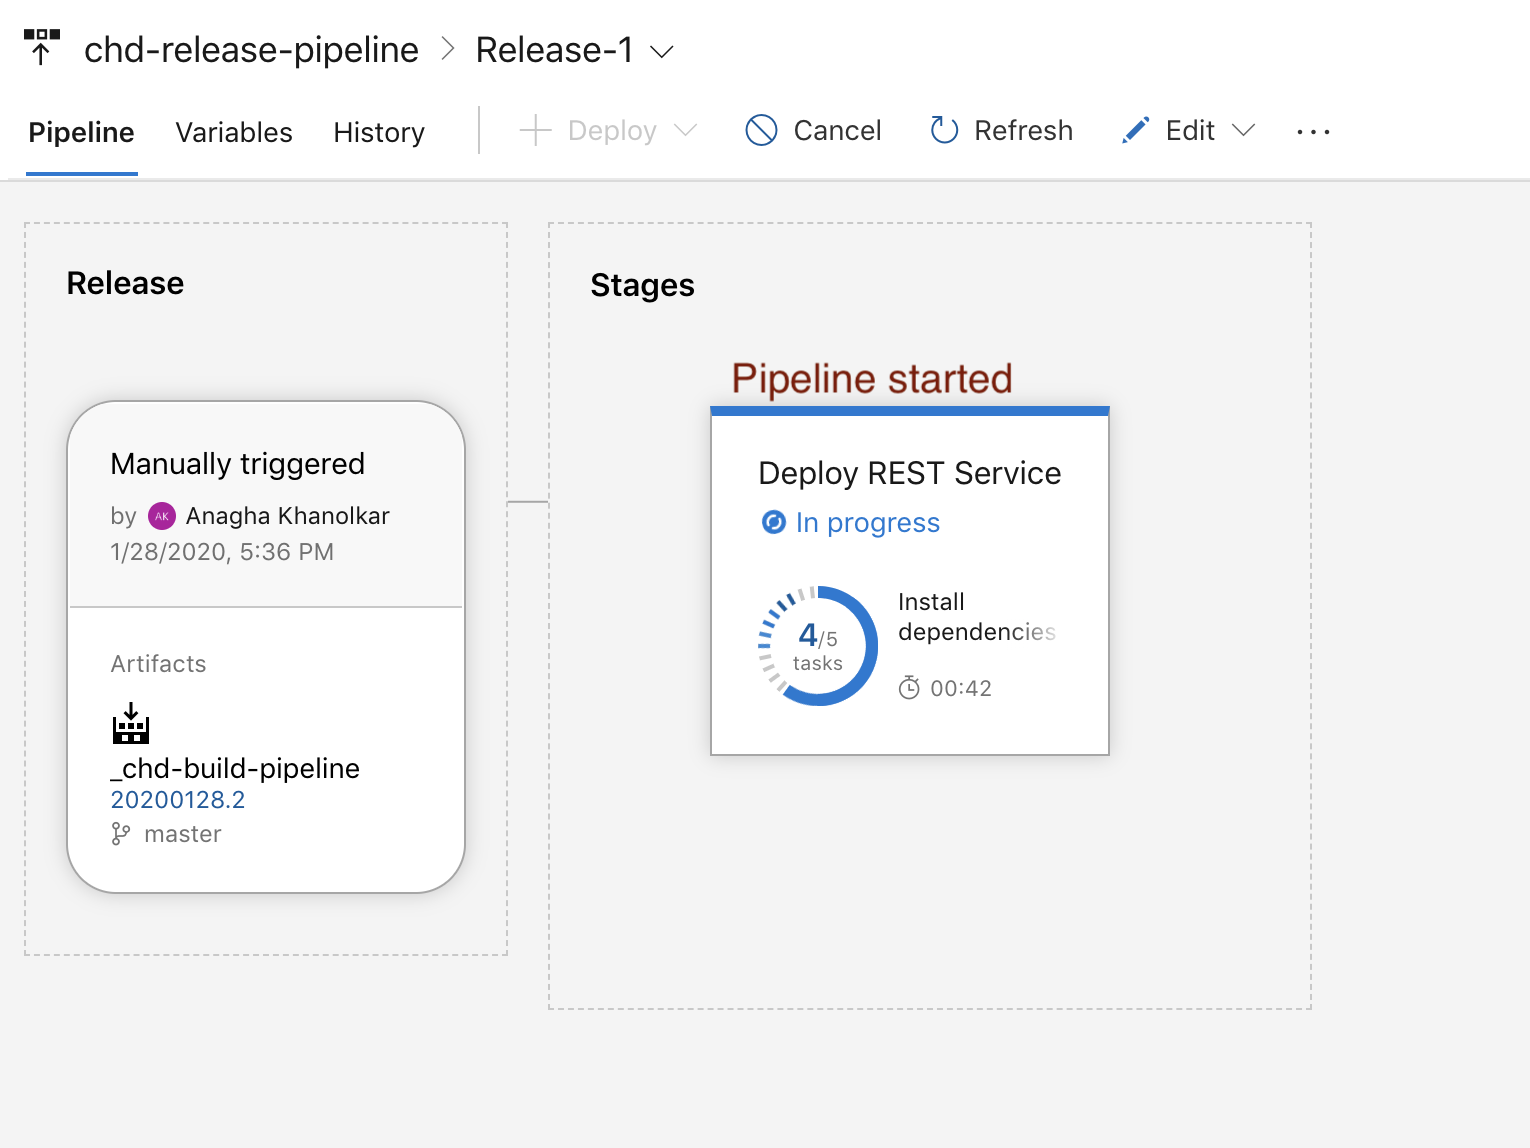 chd-release-pipeline > Release-1
Pipeline Variables History Deploy Cancel Refresh Edit ...
Release
Manually triggered
by AK Anagha Khanolkar
1/28/2020, 5:36 PM
Artifacts
_chd-build-pipeline
20200128.2
master
Stages
Pipeline started
Deploy REST Service
In progress
4/5
tasks
Install
dependencies
00:42